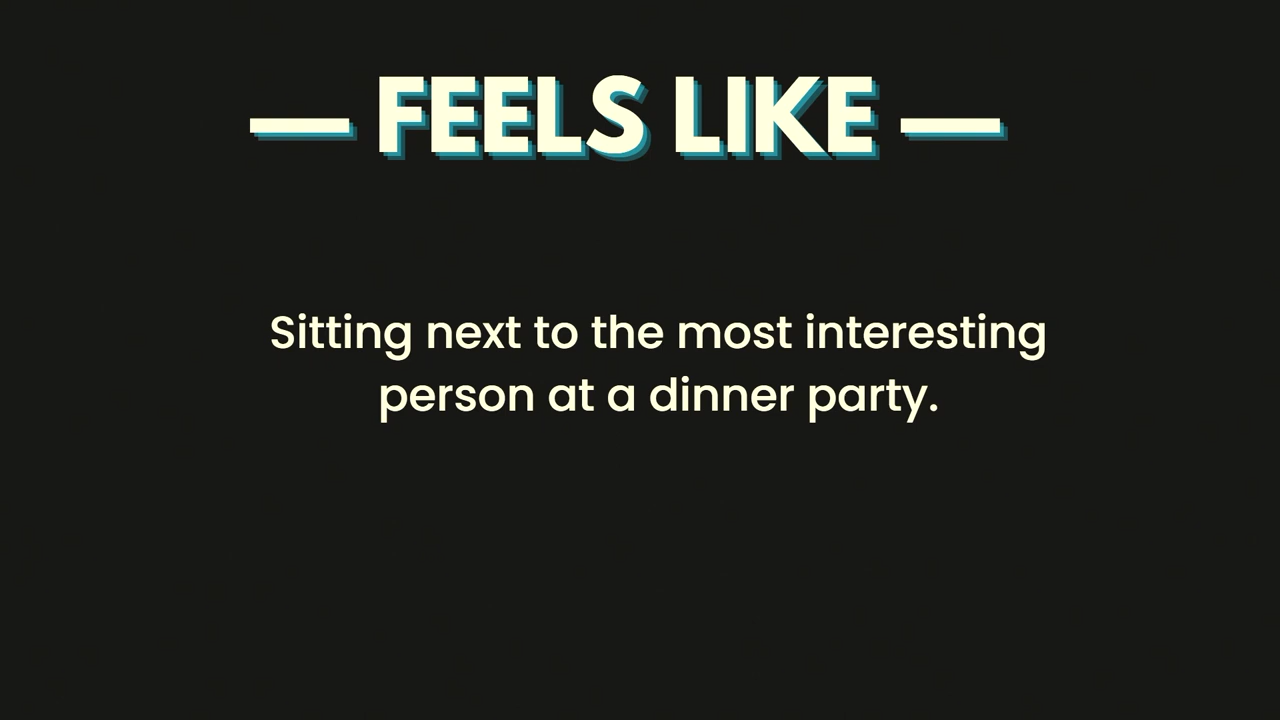 — FEELS LIKE —
Sitting next to the most interesting
person at a dinner party.